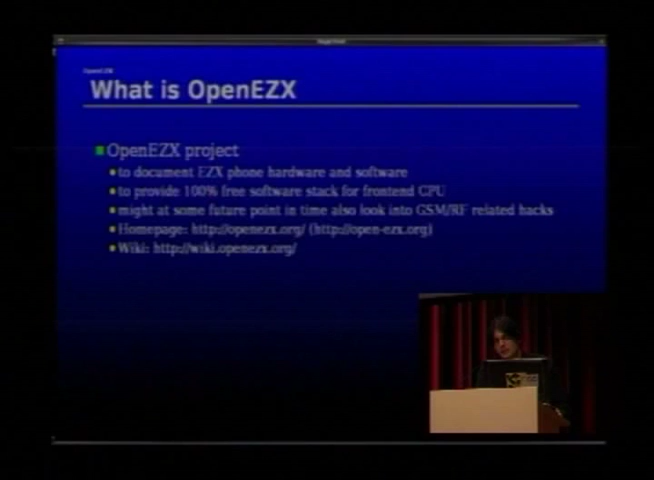 OpenEZX
What is OpenEZX
OpenEZX project
to document EZX phone hardware and software
to provide 100% free software stack for frontend CPU
might at some future point in time also look into GSM/RF related hacks
Homepage: http://openezx.org/ (http://open-ezx.org)
Wiki: http://wiki.openezx.org/